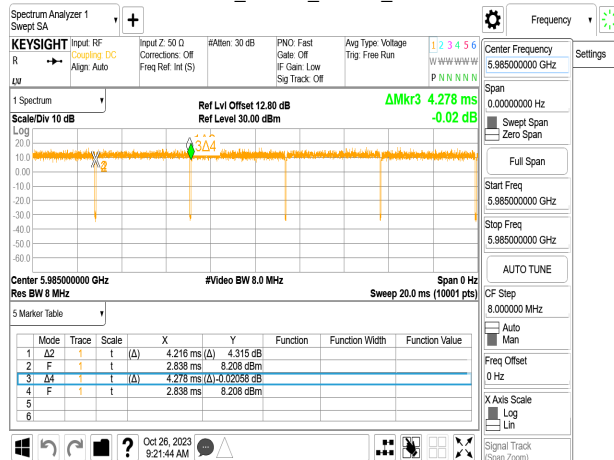 Spectrum Analyzer 1
Swept SA
Frequency
Settings
KEYSIGHT
R
Input: RF
Coupling: DC
Align: Auto
Input Z: 50 Ω
Corrections: Off
Freq Ref: Int (S)
#Atten: 30 dB
PNO: Fast
Gate: Off
IF Gain: Low
Sig Track: Off
Avg Type: Voltage
Trig: Free Run
1 2 3 4 5 6
W W W W W W
P N N N N N
1 Spectrum
Scale/Div 10 dB
Ref Lvl Offset 12.80 dB
Ref Level 30.00 dBm
ΔMkr3 4.278 ms
-0.02 dB
Log
20.0
10.0
0.00
-10.0
-20.0
-30.0
-40.0
-50.0
-60.0
3Δ4
Center 5.985000000 GHz
Res BW 8 MHz
#Video BW 8.0 MHz
Span 0 Hz
Sweep 20.0 ms (10001 pts)
5 Marker Table
Mode Trace Scale X Y Function Function Width Function Value
1 Δ2 1 t (Δ) 4.216 ms (Δ) 4.315 dB
2 F 1 t 2.838 ms 8.208 dBm
3 Δ4 1 t (Δ) 4.278 ms (Δ) -0.02058 dB
4 F 1 t 2.838 ms 8.208 dBm
5
6
Oct 26, 2023
9:21:44 AM
Center Frequency
5.985000000 GHz
Span
0.00000000 Hz
Swept Span
Zero Span
Full Span
Start Freq
5.985000000 GHz
Stop Freq
5.985000000 GHz
AUTO TUNE
CF Step
8.000000 MHz
Auto
Man
Freq Offset
0 Hz
X Axis Scale
Log
Lin
Signal Track
(Span Zoom)